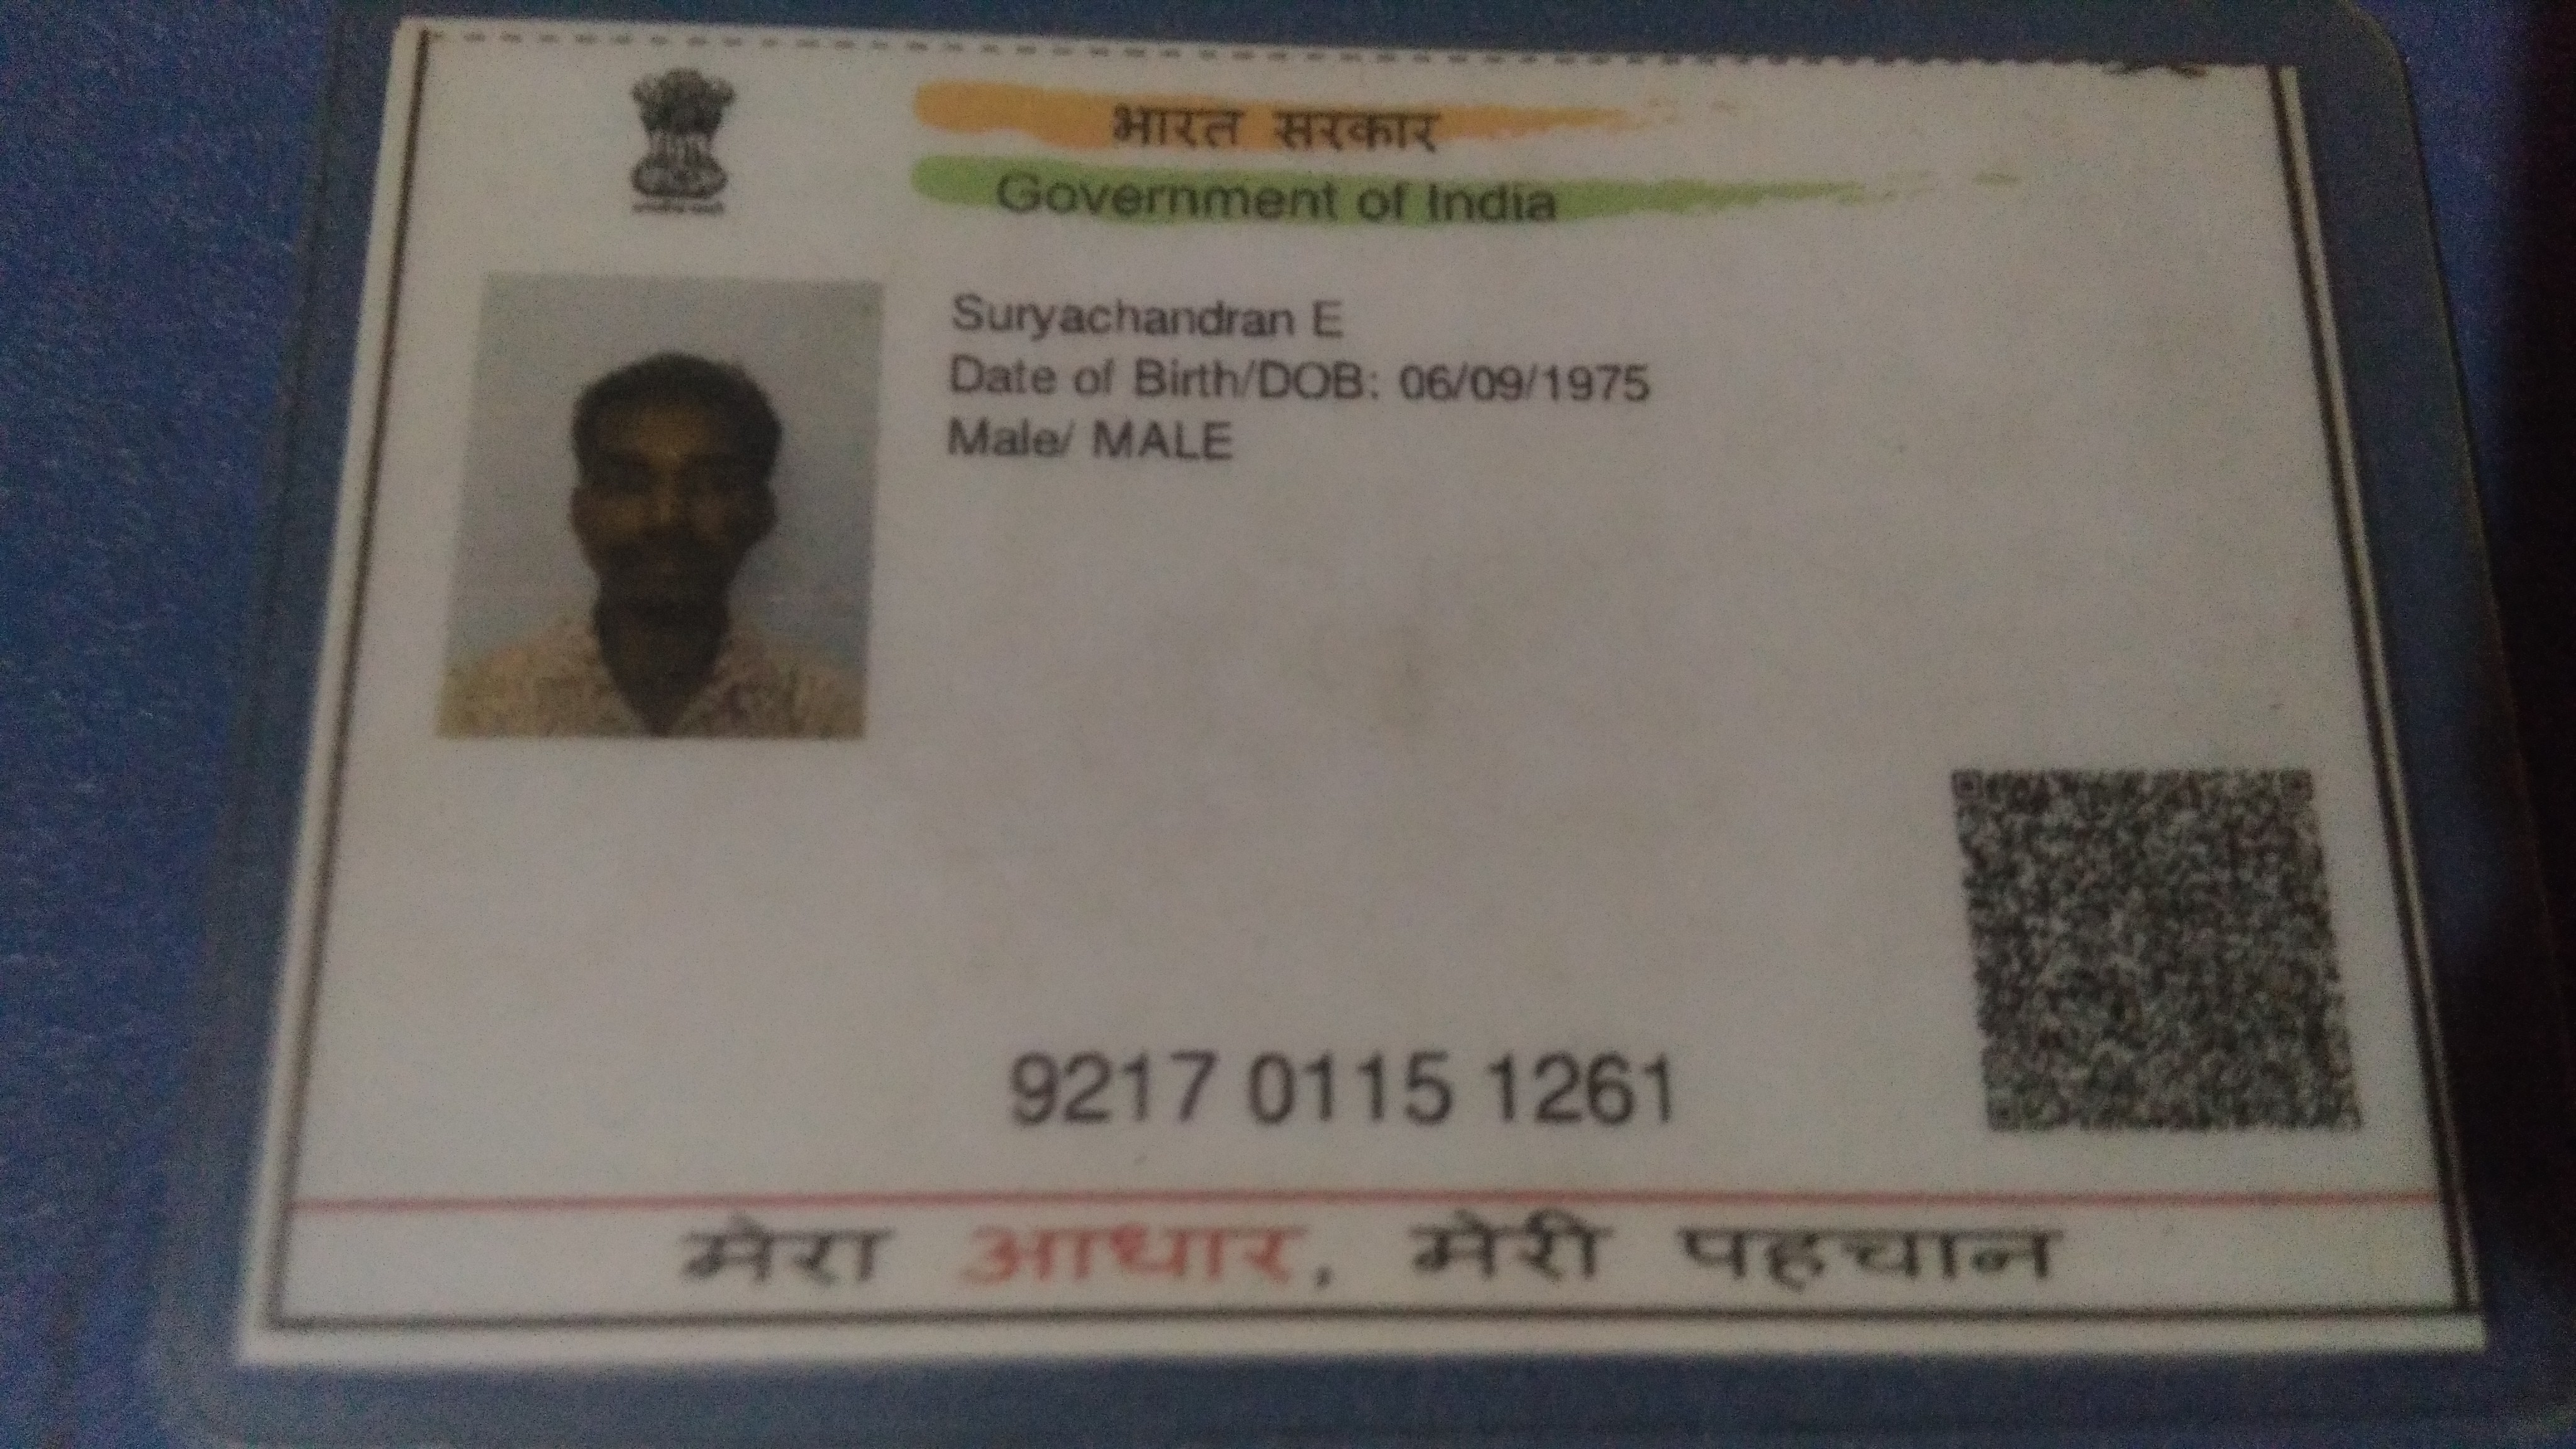 भारत सरकार
Government of India
Suryachandran E
Date of Birth/DOB: 06/09/1975
Male/ MALE
9217 0115 1261
मेरा आधार, मेरी पहचान